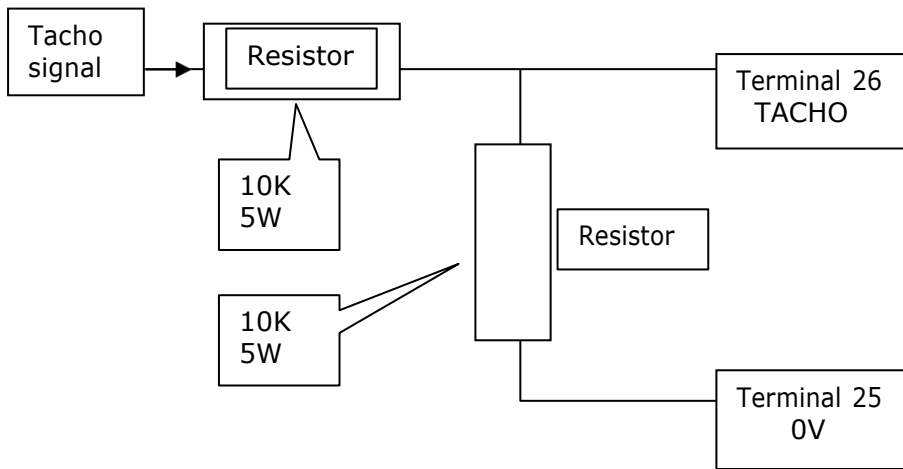 Tacho
signal
Resistor
Terminal 26
TACHO
10K
5W
Resistor
10K
5W
Terminal 25
0V